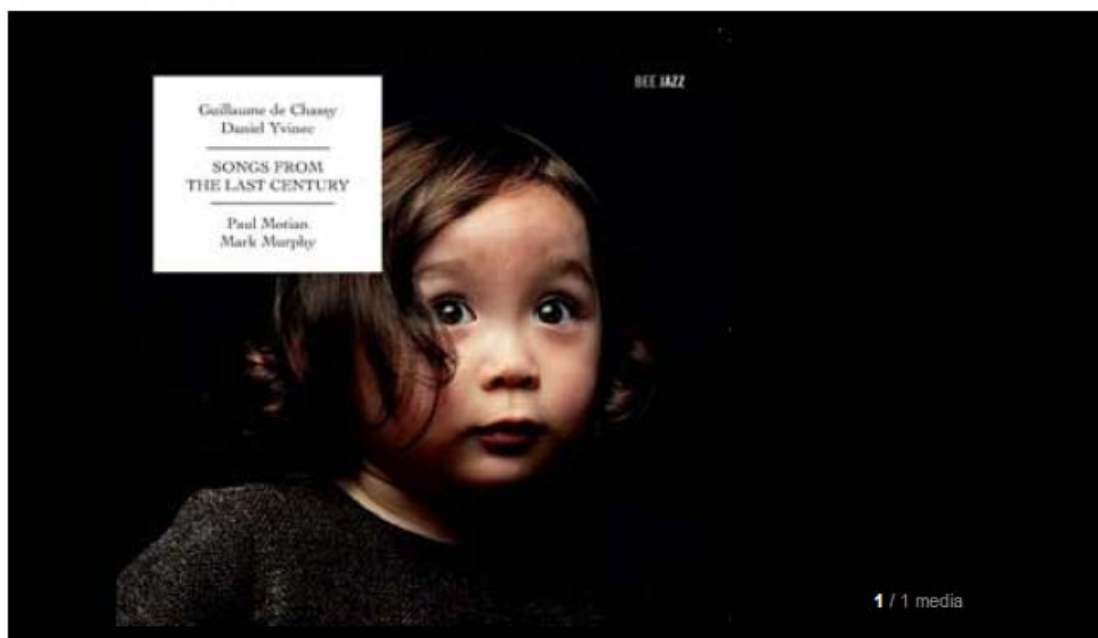 Guillaume de Chassy
Daniel Yvinec
SONGS FROM
THE LAST CENTURY
Paul Motian
Mark Murphy
BEE JAZZ
1 / 1 media